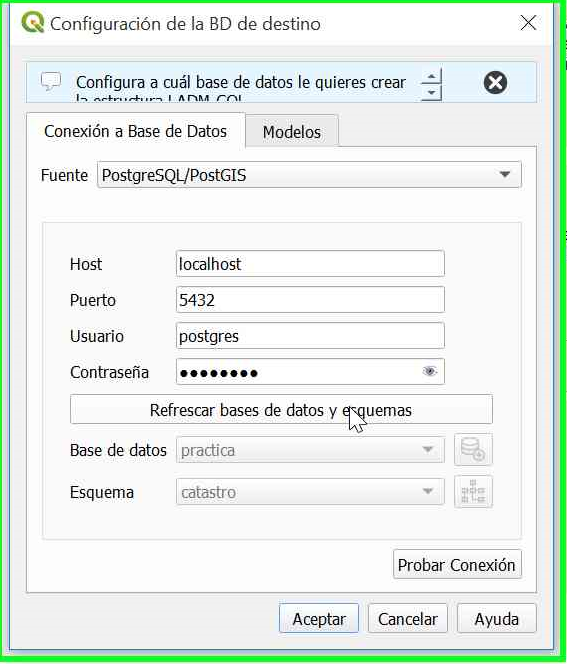 Configuración de la BD de destino
Configura a cuál base de datos le quieres crear
la estructura LADM-COL
Conexión a Base de Datos
Modelos
Fuente PostgreSQL/PostGIS
Host localhost
Puerto 5432
Usuario postgres
Contraseña ●●●●●●●●
Refrescar bases de datos y esquemas
Base de datos practica
Esquema catastro
Probar Conexión
Aceptar Cancelar Ayuda